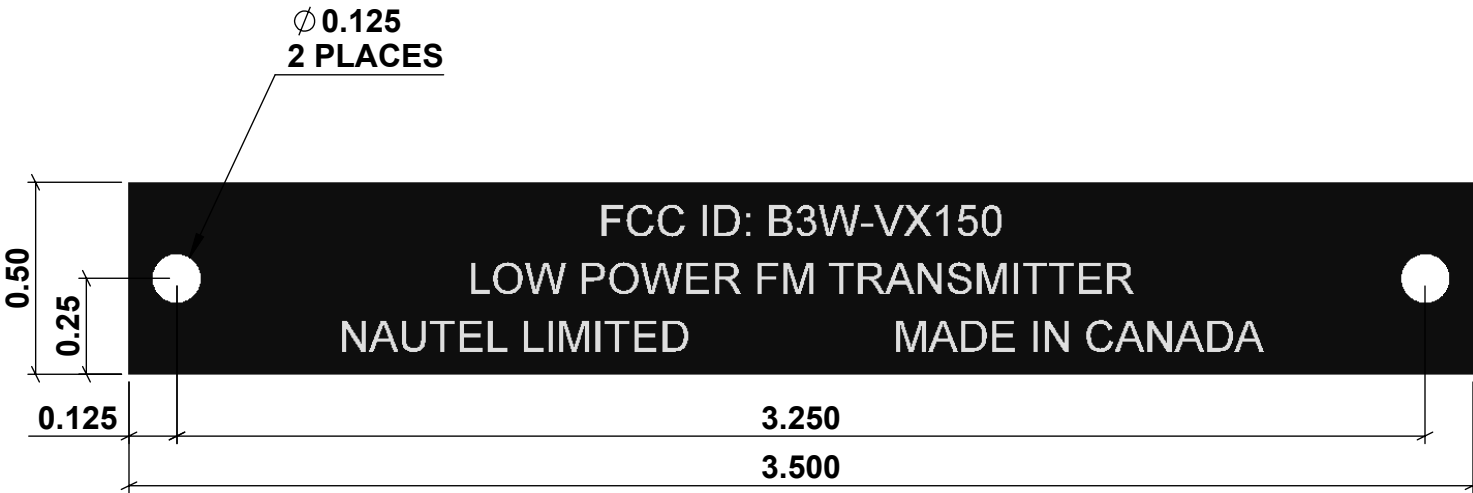 ⌀0.125
2 PLACES
FCC ID: B3W-VX150
LOW POWER FM TRANSMITTER
NAUTEL LIMITED MADE IN CANADA
0.50
0.25
0.125
3.250
3.500